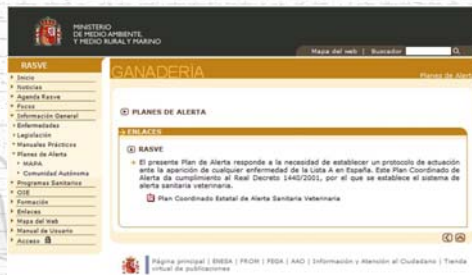 MINISTERIO
DE MEDIO AMBIENTE
Y MEDIO RURAL Y MARINO
Mapa del web | Buscador
RASVE
Inicio
Noticias
Agenda Rasve
Focos
Información General
Enfermedades
Legislación
Manuales Prácticos
Planes de Alerta
MAPA
Comunidad Autónoma
Programas Sanitarios
OIE
Formación
Enlaces
Mapa del Web
Manual de Usuario
Acceso
GANADERÍA
Planes de Alert
PLANES DE ALERTA
ENLACES
RASVE
El presente Plan de Alerta responde a la necesidad de establecer un protocolo de actuación
ante la aparición de cualquier enfermedad de la Lista A en España. Este Plan Coordinado de
Alerta da cumplimiento al Real Decreto 1440/2001, por el que se establece el sistema de
alerta sanitaria veterinaria.
Plan Coordinado Estatal de Alerta Sanitaria Veterinaria
Página principal | ENESA | FROM | FEGA | AAO | Información y Atención al Ciudadano | Tienda
virtual de publicaciones